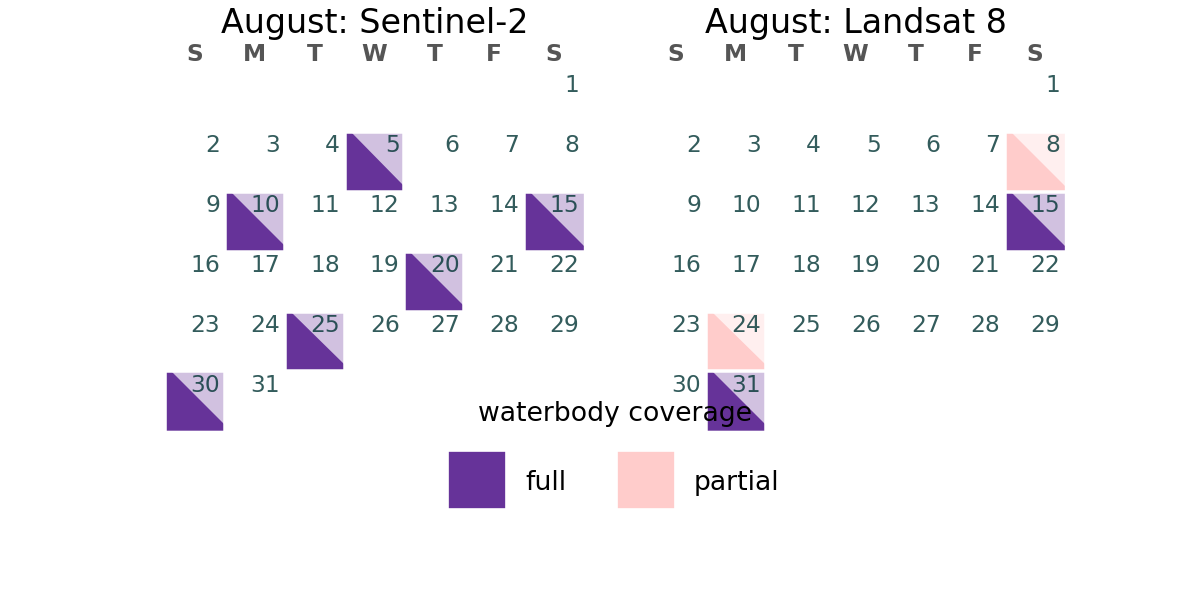 August: Sentinel-2
S M T W T F S
1
2 3 4 5 6 7 8
9 10 11 12 13 14 15
16 17 18 19 20 21 22
23 24 25 26 27 28 29
30 31
August: Landsat 8
S M T W T F S
1
2 3 4 5 6 7 8
9 10 11 12 13 14 15
16 17 18 19 20 21 22
23 24 25 26 27 28 29
30 31
waterbody coverage
full partial